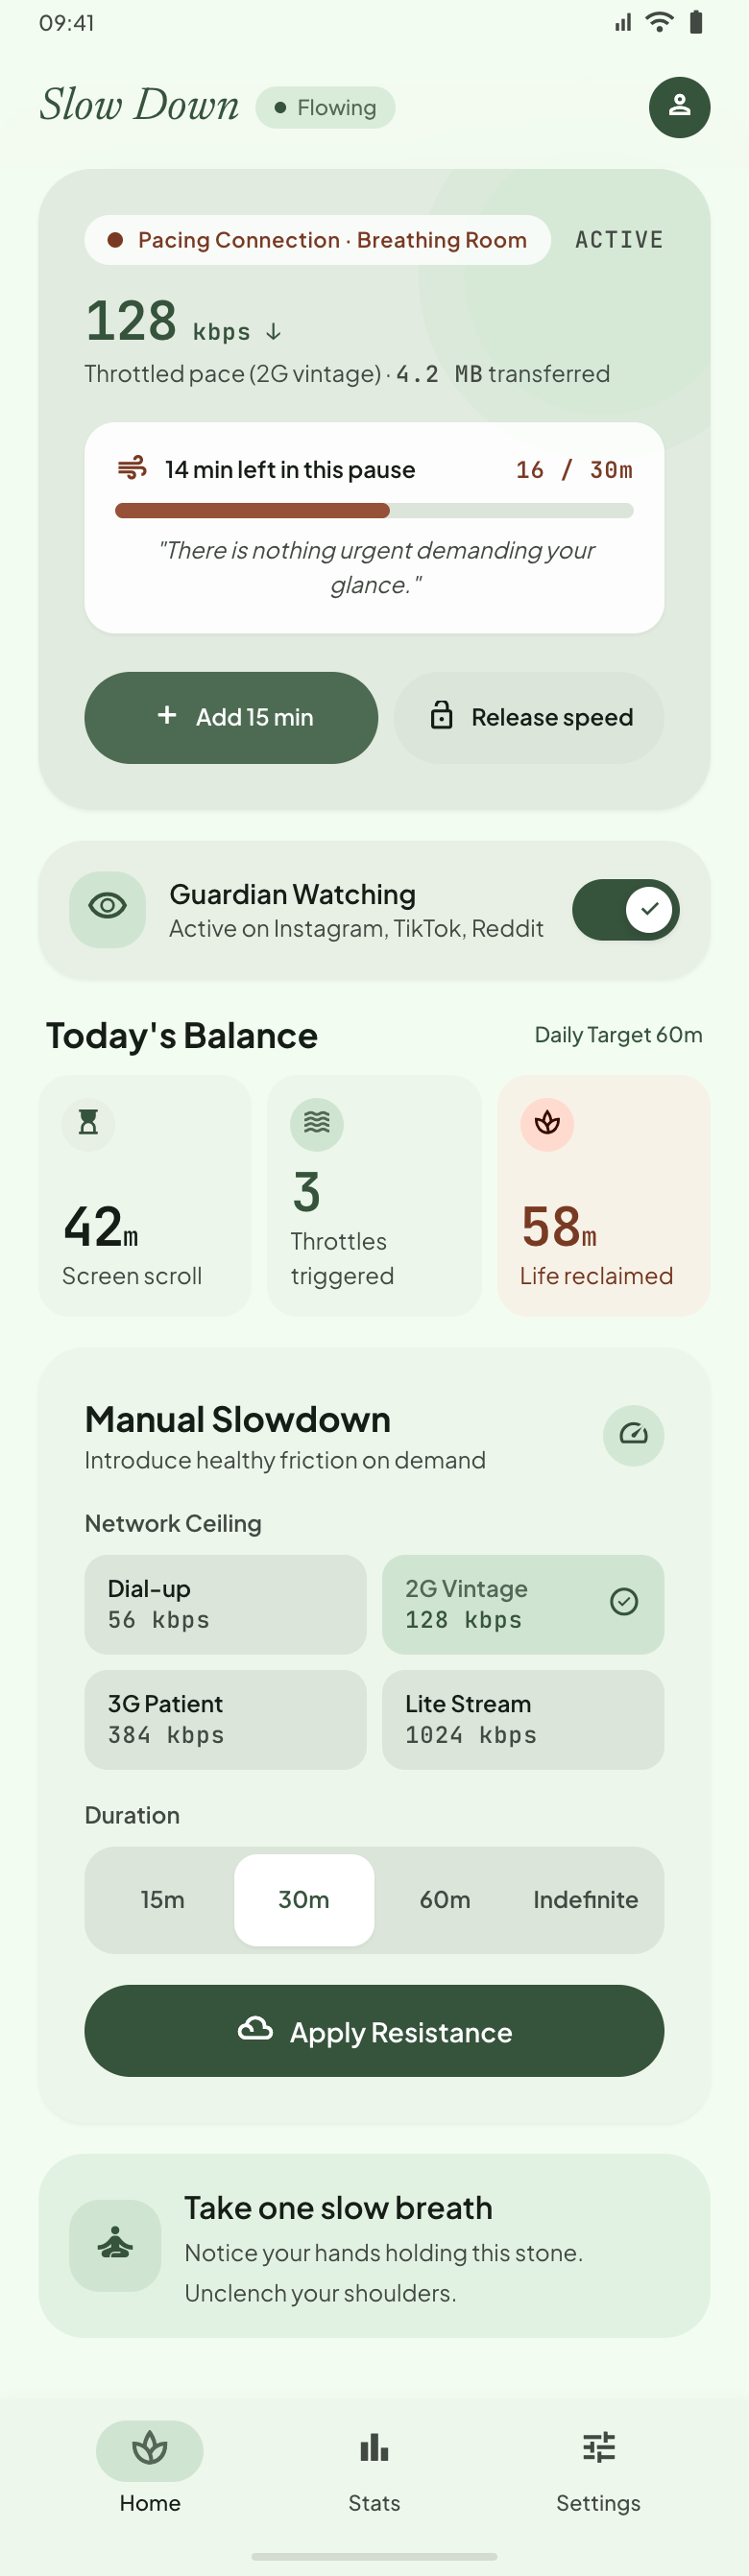 09:41
Slow Down
Flowing
Pacing Connection · Breathing Room
ACTIVE
128 kbps ↓
Throttled pace (2G vintage) · 4.2 MB transferred
14 min left in this pause
16 / 30m
"There is nothing urgent demanding your
glance."
+ Add 15 min
Release speed
Guardian Watching
Active on Instagram, TikTok, Reddit
Today's Balance
Daily Target 60m
42m
Screen scroll
3
Throttles
triggered
58m
Life reclaimed
Manual Slowdown
Introduce healthy friction on demand
Network Ceiling
Dial-up
56 kbps
2G Vintage
128 kbps
3G Patient
384 kbps
Lite Stream
1024 kbps
Duration
15m
30m
60m
Indefinite
Apply Resistance
Take one slow breath
Notice your hands holding this stone.
Unclench your shoulders.
Home
Stats
Settings